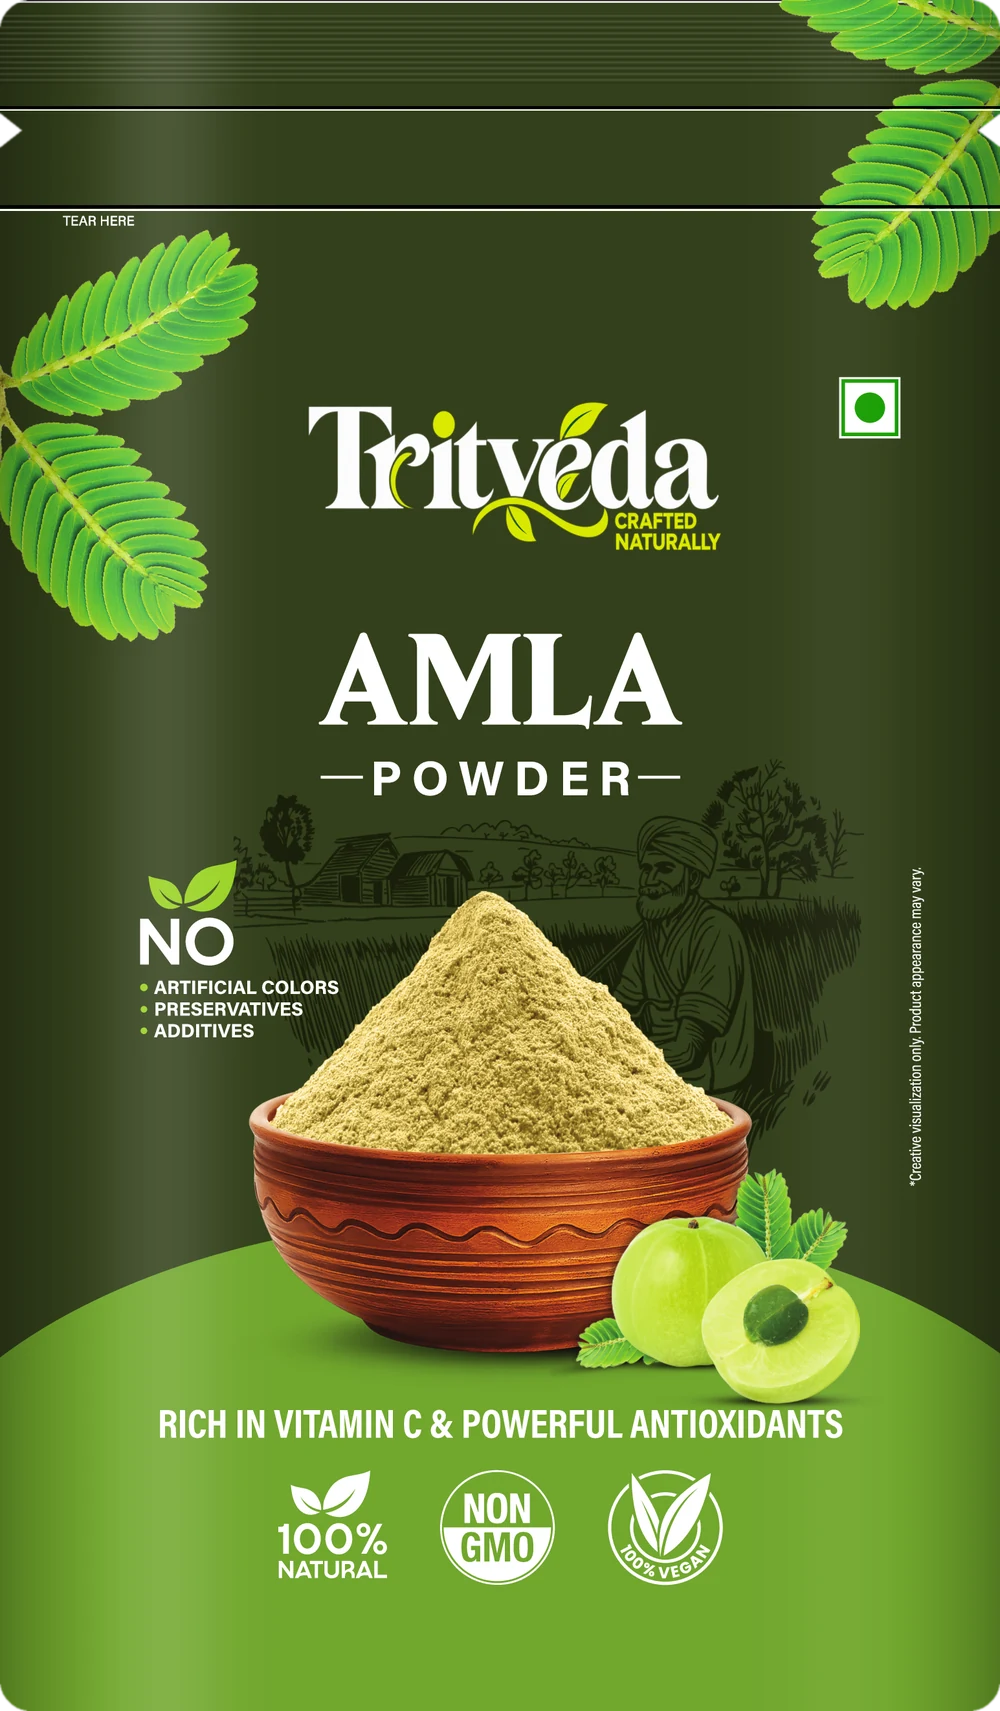 TEAR HERE
Tritveda
CRAFTED
NATURALLY
AMLA
POWDER
NO
• ARTIFICIAL COLORS
• PRESERVATIVES
• ADDITIVES
*Creative visualization only. Product appearance may vary.
RICH IN VITAMIN C & POWERFUL ANTIOXIDANTS
100%
NATURAL
NON
GMO
100% VEGAN